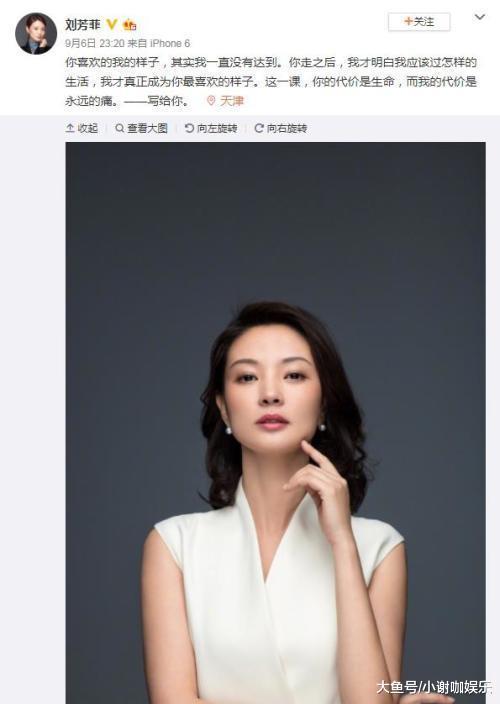 刘芳菲
+关注
9月6日 23:20 来自 iPhone 6
你喜欢的我的样子，其实我一直没有达到。你走之后，我才明白我应该过怎样的
生活，我才真正成为你最喜欢的样子。这一课，你的代价是生命，而我的代价是
永远的痛。——写给你。 天津
收起 查看大图 向左旋转 向右旋转
大鱼号/小谢咖娱乐